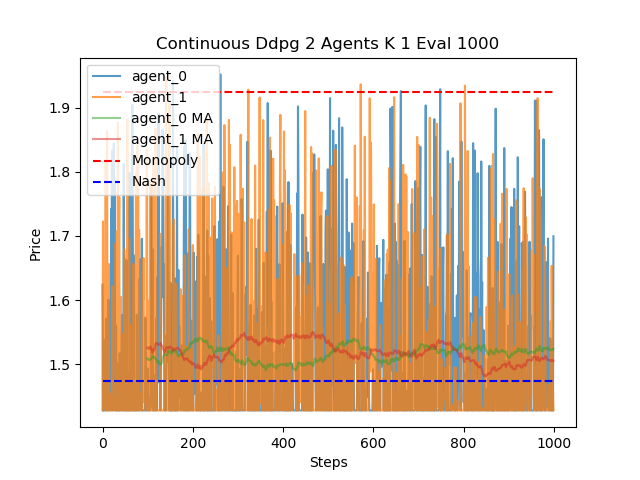 Continuous Ddpg 2 Agents K 1 Eval 1000
agent_0
agent_1
agent_0 MA
agent_1 MA
Monopoly
Nash
Price
1.9
1.8
1.7
1.6
1.5
0
200
400
600
800
1000
Steps